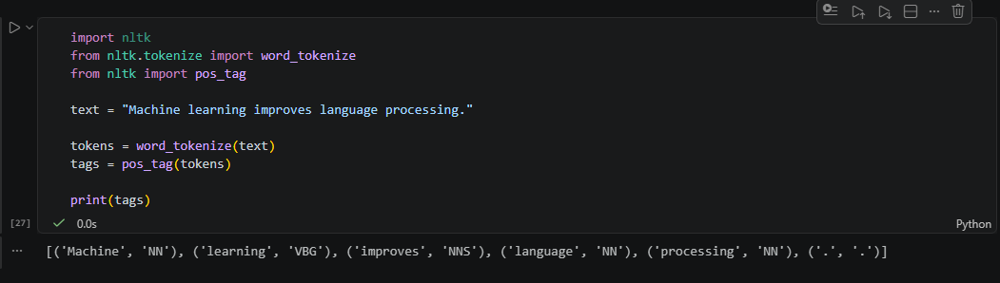 import nltk
from nltk.tokenize import word_tokenize
from nltk import pos_tag
text = "Machine learning improves language processing."
tokens = word_tokenize(text)
tags = pos_tag(tokens)
print(tags)
[27] 0.0s Python
[('Machine', 'NN'), ('learning', 'VBG'), ('improves', 'NNS'), ('language', 'NN'), ('processing', 'NN'), ('.', '.')]